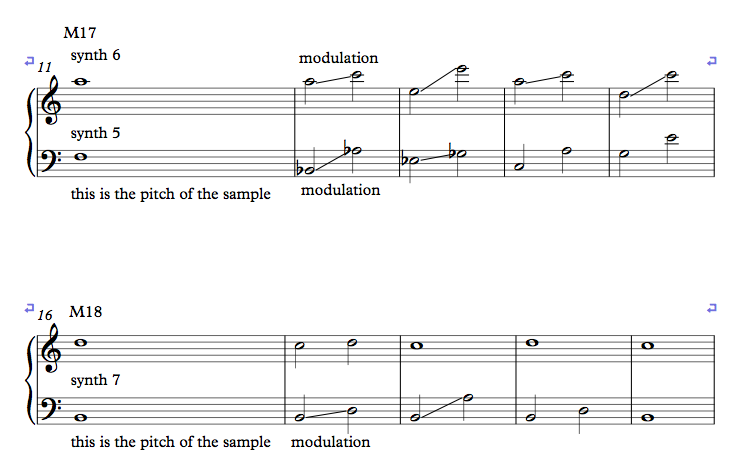 M17
synth 6
modulation
11
synth 5
this is the pitch of the sample
modulation
16
M18
synth 7
this is the pitch of the sample
modulation